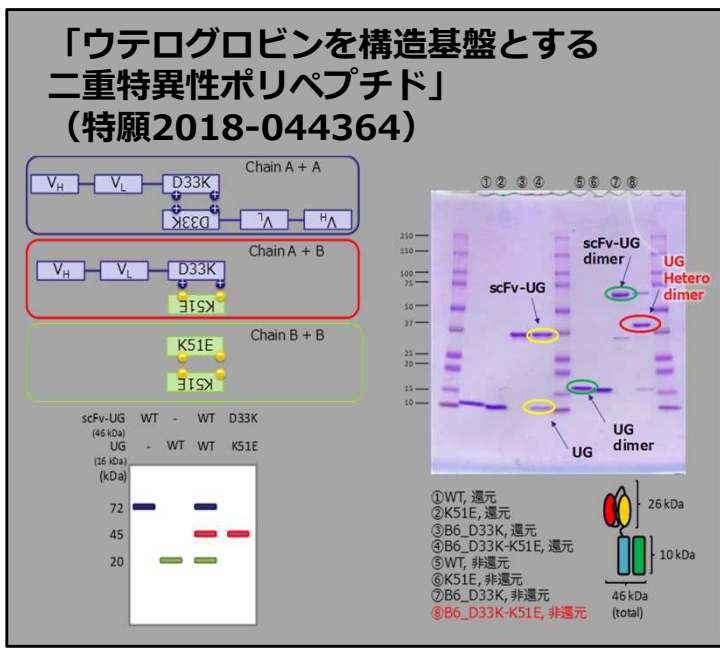 「ウテログロビンを構造基盤とする
二重特異性ポリペプチド」
（特願2018-044364）
Chain A + A
VH VL D33K
D33K VL VH
Chain A + B
VH VL D33K
K51E
Chain B + B
K51E
K51E
scFv-UG WT - WT D33K
(46 kDa)
UG - WT WT K51E
(16 kDa)
(kDa)
72
45
20
①② ③④ ⑤⑥ ⑦⑧
250
150
100
75
50
37
25
20
15
10
scFv-UG
dimer
UG
Hetero
dimer
scFv-UG
UG
dimer
UG
①WT, 還元
②K51E, 還元
③B6_D33K, 還元
④B6_D33K-K51E, 還元
⑤WT, 非還元
⑥K51E, 非還元
⑦B6_D33K, 非還元
⑧B6_D33K-K51E, 非還元
26 kDa
10 kDa
46 kDa
(total)